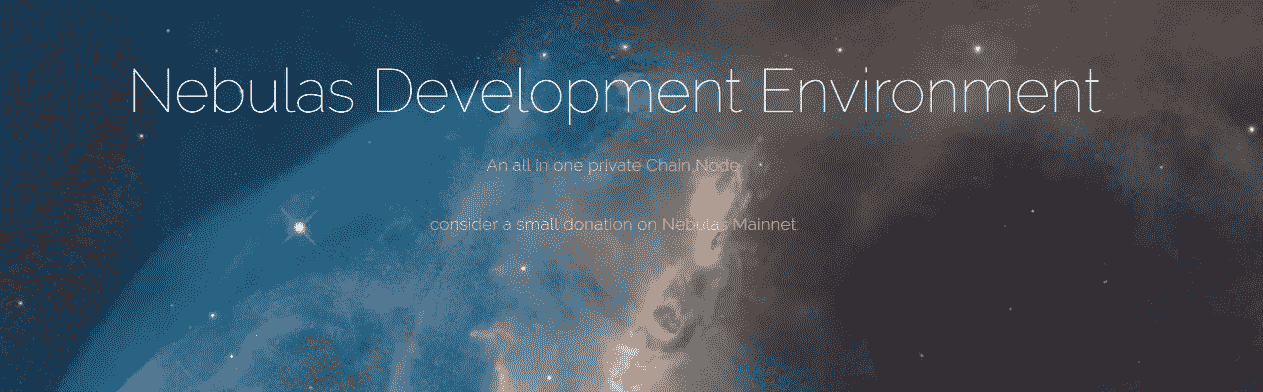 Nebulas Development Environment
An all in one private Chain Node
consider a small donation on Nebulas Mainnet